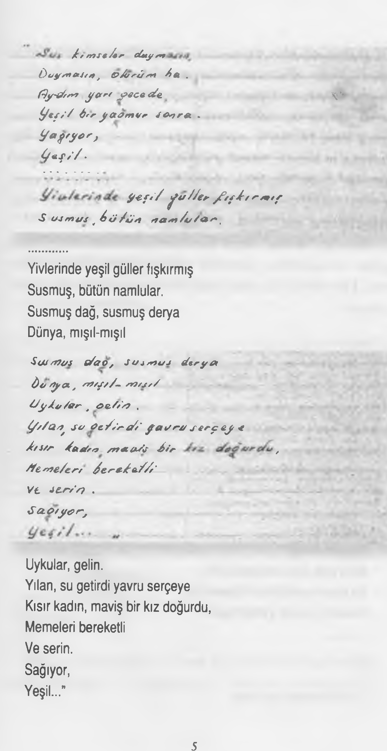 "Sus kimseler duymasın,
Duymasın, ölürüm ha.
Aydım yarı gecede,
Yeşil bir yağmur sonra.
Yağıyor,
Yeşil.
..........
Yivlerinde yeşil güller fışkırmış
Susmuş, bütün namlular.
............
Yivlerinde yeşil güller fışkırmış
Susmuş, bütün namlular.
Susmuş dağ, susmuş derya
Dünya, mışıl-mışıl
Susmuş dağ, susmuş derya
Dünya, mışıl-mışıl
Uykular, gelin.
Yılan, su getirdi yavru serçeye
kısır kadın, maviş bir kız doğurdu,
Memeleri bereketli
ve serin.
sağıyor,
Yeşil... "
Uykular, gelin.
Yılan, su getirdi yavru serçeye
Kısır kadın, maviş bir kız doğurdu,
Memeleri bereketli
Ve serin.
Sağıyor,
Yeşil..."
5